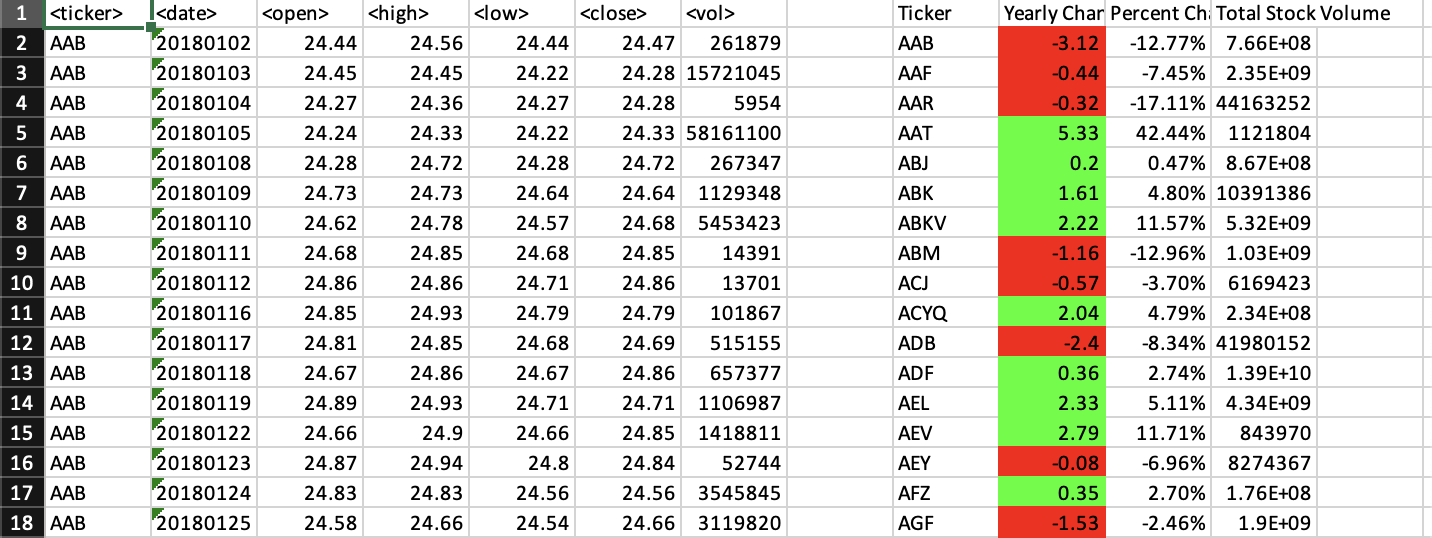 1 <ticker> <date> <open> <high> <low> <close> <vol> Ticker Yearly Char Percent Ch Total Stock Volume
2 AAB 20180102 24.44 24.56 24.44 24.47 261879 AAB -3.12 -12.77% 7.66E+08
3 AAB 20180103 24.45 24.45 24.22 24.28 15721045 AAF -0.44 -7.45% 2.35E+09
4 AAB 20180104 24.27 24.36 24.27 24.28 5954 AAR -0.32 -17.11% 44163252
5 AAB 20180105 24.24 24.33 24.22 24.33 58161100 AAT 5.33 42.44% 1121804
6 AAB 20180108 24.28 24.72 24.28 24.72 267347 ABJ 0.2 0.47% 8.67E+08
7 AAB 20180109 24.73 24.73 24.64 24.64 1129348 ABK 1.61 4.80% 10391386
8 AAB 20180110 24.62 24.78 24.57 24.68 5453423 ABKV 2.22 11.57% 5.32E+09
9 AAB 20180111 24.68 24.85 24.68 24.85 14391 ABM -1.16 -12.96% 1.03E+09
10 AAB 20180112 24.86 24.86 24.71 24.86 13701 ACJ -0.57 -3.70% 6169423
11 AAB 20180116 24.85 24.93 24.79 24.79 101867 ACYQ 2.04 4.79% 2.34E+08
12 AAB 20180117 24.81 24.85 24.68 24.69 515155 ADB -2.4 -8.34% 41980152
13 AAB 20180118 24.67 24.86 24.67 24.86 657377 ADF 0.36 2.74% 1.39E+10
14 AAB 20180119 24.89 24.93 24.71 24.71 1106987 AEL 2.33 5.11% 4.34E+09
15 AAB 20180122 24.66 24.9 24.66 24.85 1418811 AEV 2.79 11.71% 843970
16 AAB 20180123 24.87 24.94 24.8 24.84 52744 AEY -0.08 -6.96% 8274367
17 AAB 20180124 24.83 24.83 24.56 24.56 3545845 AFZ 0.35 2.70% 1.76E+08
18 AAB 20180125 24.58 24.66 24.54 24.66 3119820 AGF -1.53 -2.46% 1.9E+09